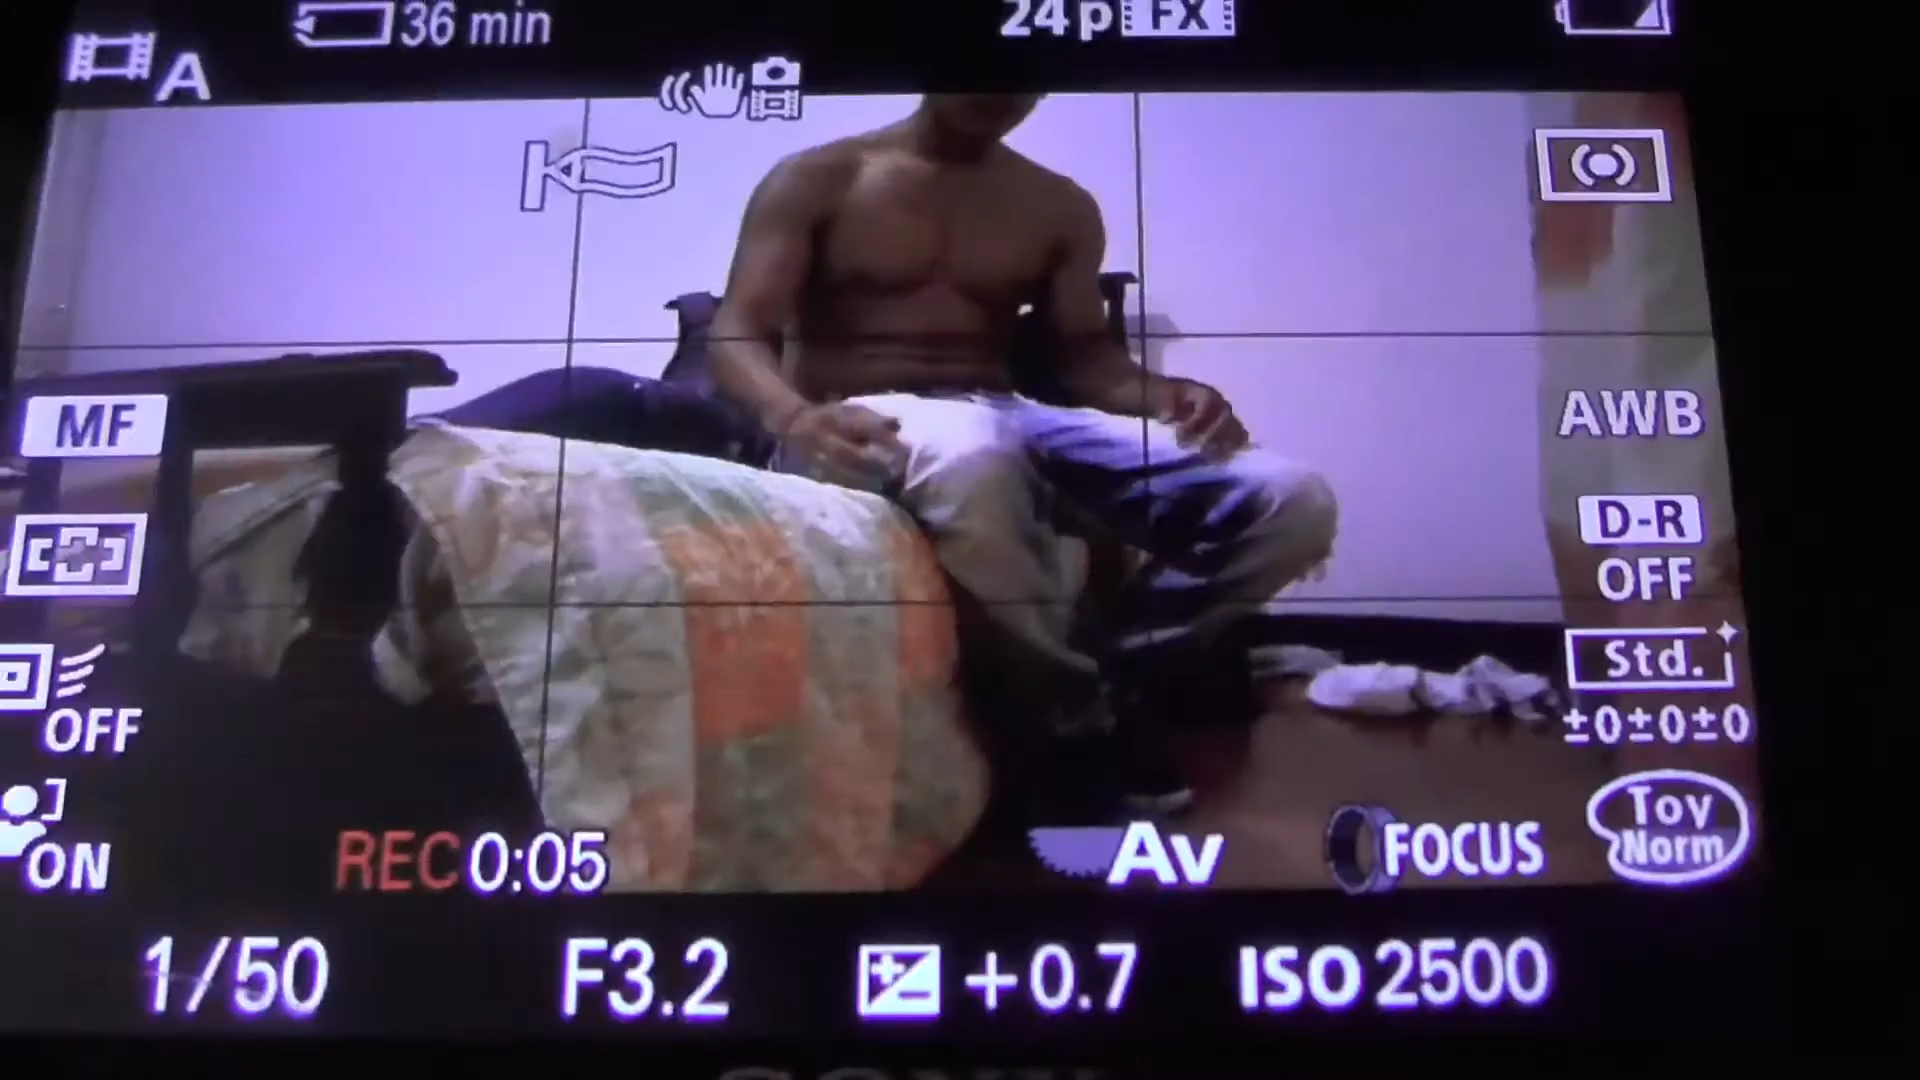 36 min
24p FX
A
MF
AWB
D-R
OFF
Std.
±0±0±0
OFF
ON
REC 0:05
Av
FOCUS
Toy
Norm
1/50
F3.2
+0.7
ISO 2500